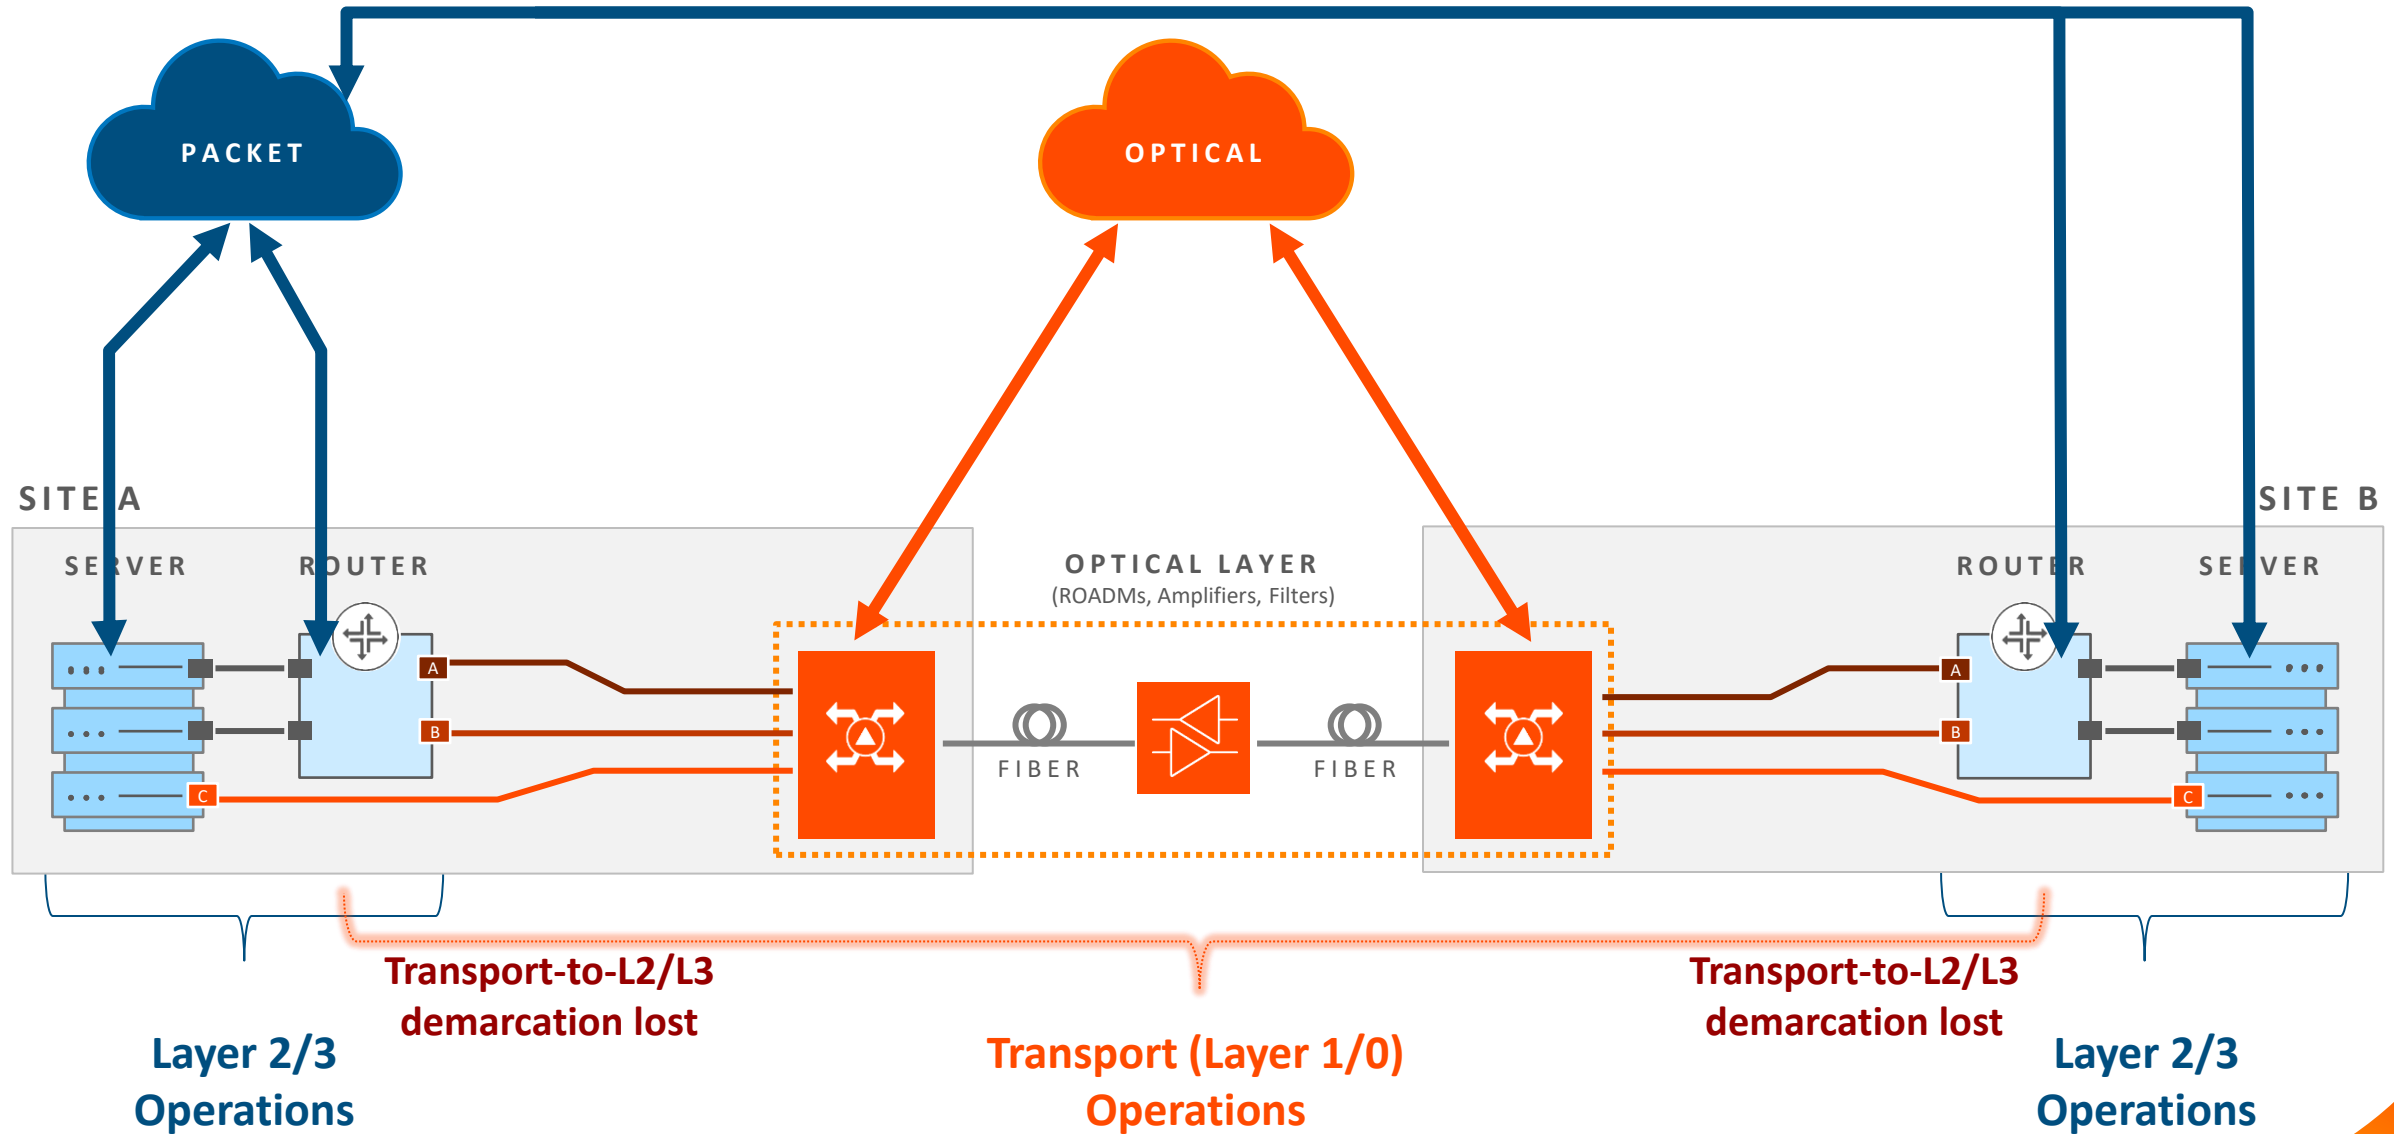 PACKET
OPTICAL
SITE A
SITE B
SERVER
ROUTER
OPTICAL LAYER
(ROADMs, Amplifiers, Filters)
ROUTER
SERVER
A
A
B
B
FIBER
FIBER
C
C
Transport-to-L2/L3
demarcation lost
Transport-to-L2/L3
demarcation lost
Layer 2/3
Operations
Transport (Layer 1/0)
Operations
Layer 2/3
Operations